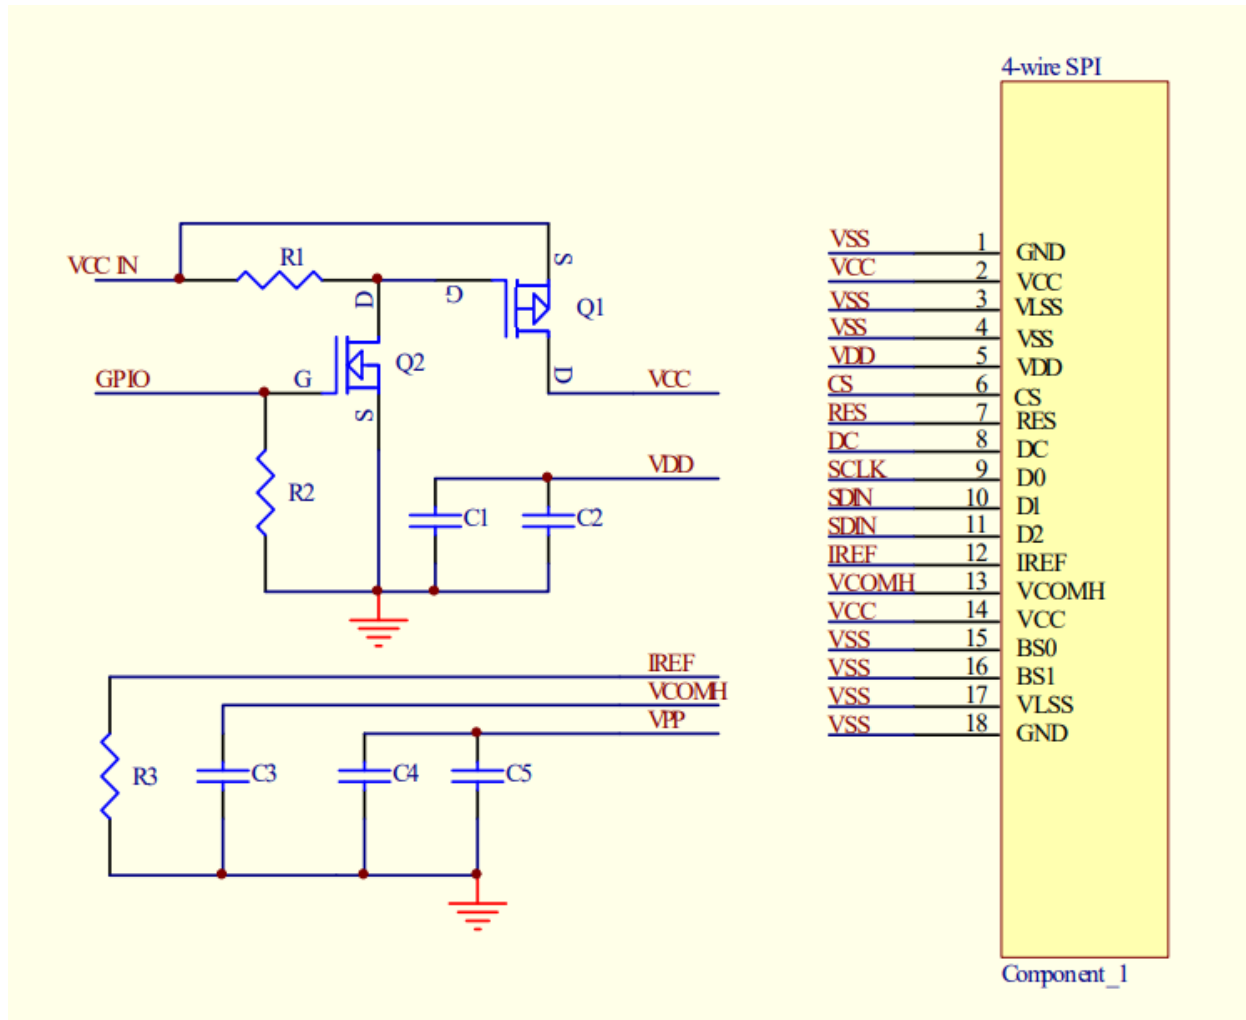 4-wire SPI
VCC IN
R1
S
D
G
Q1
Q2
GPIO
G
D
VCC
S
VDD
R2
C1
C2
IREF
VCOMH
VPP
R3
C3
C4
C5
VSS 1 GND
VCC 2 VCC
VSS 3 VLSS
VSS 4 VSS
VDD 5 VDD
CS 6 CS
RES 7 RES
DC 8 DC
SCLK 9 D0
SDIN 10 D1
SDIN 11 D2
IREF 12 IREF
VCOMH 13 VCOMH
VCC 14 VCC
VSS 15 BS0
VSS 16 BS1
VSS 17 VLSS
VSS 18 GND
Component_1